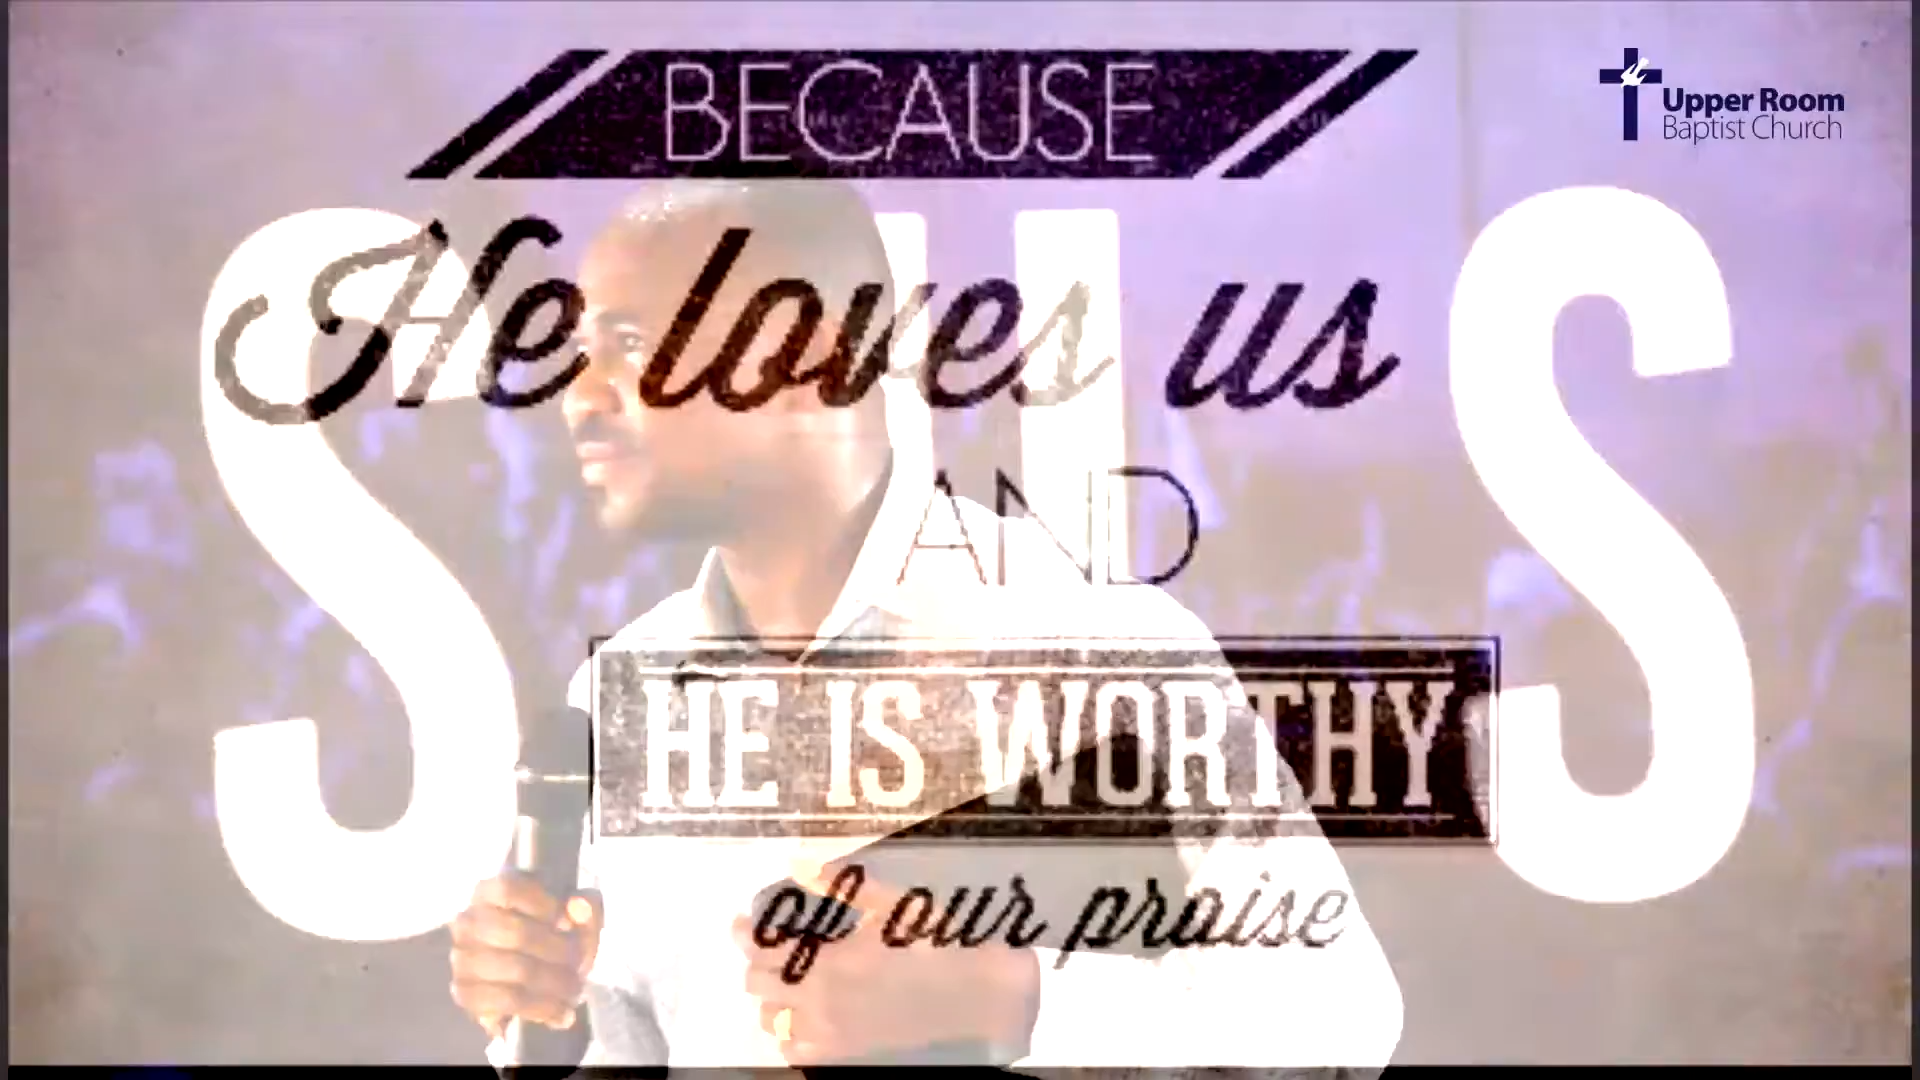 BECAUSE
Upper Room
Baptist Church
He loves us
AND
HE IS WORTHY
of our praise